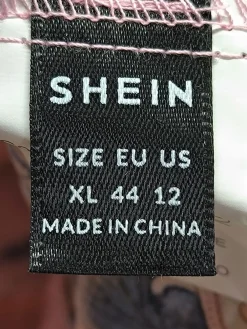 SHEIN
SIZE EU US
XL 44 12
MADE IN CHINA